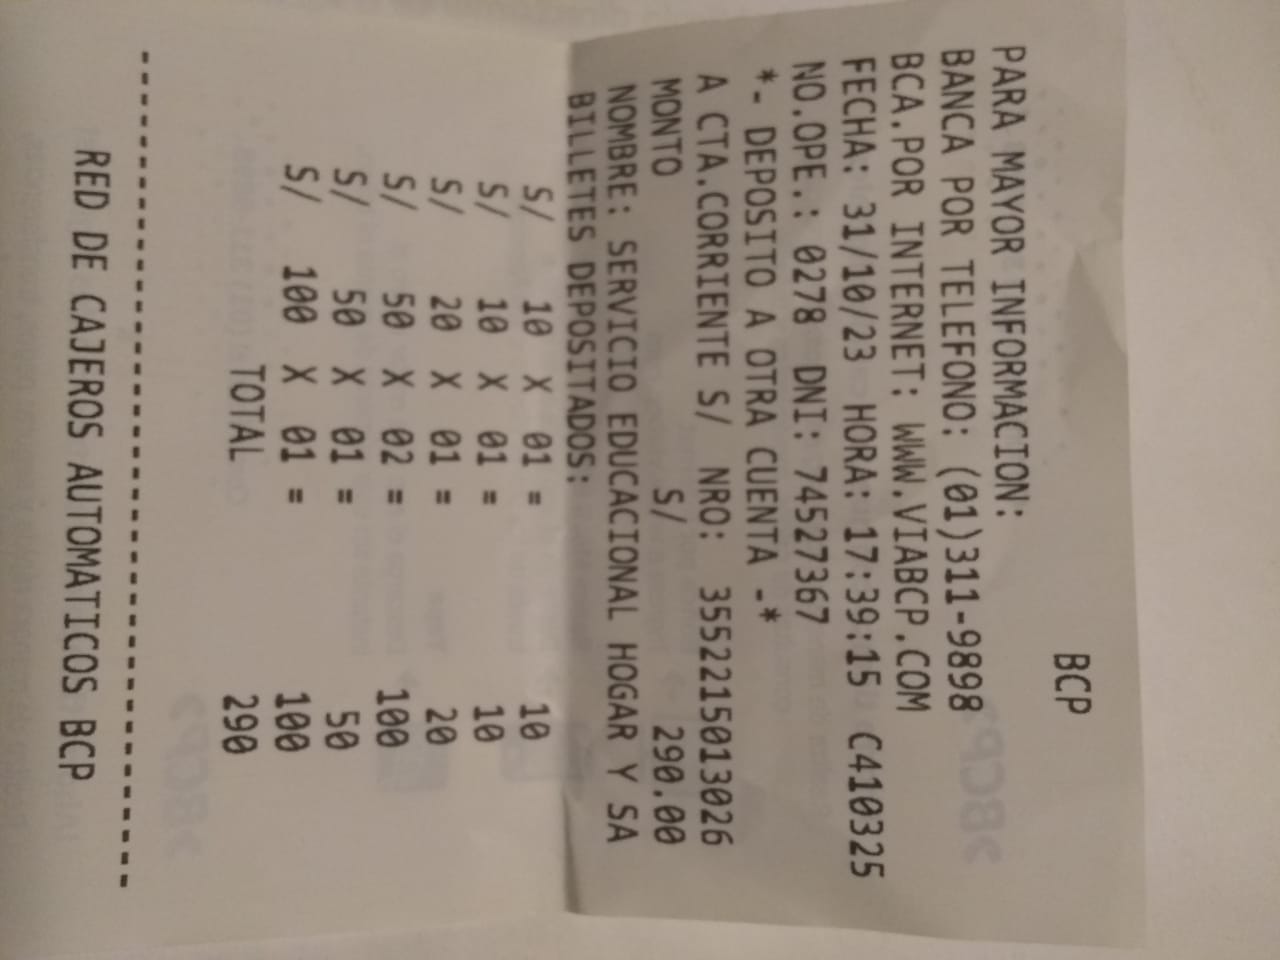 BCP
PARA MAYOR INFORMACION:
BANCA POR TELEFONO: (01)311-9898
BCA.POR INTERNET: WWW.VIABCP.COM
FECHA: 31/10/23 HORA: 17:39:15 C410325
NO.OPE.: 0278 DNI: 74527367
*- DEPOSITO A OTRA CUENTA -*
A CTA.CORRIENTE S/ NRO: 3552215013026
MONTO S/ 290.00
NOMBRE: SERVICIO EDUCACIONAL HOGAR Y SA
BILLETES DEPOSITADOS:
S/ 10 X 01 = 10
S/ 10 X 01 = 10
S/ 20 X 01 = 20
S/ 50 X 02 = 100
S/ 50 X 01 = 50
S/ 100 X 01 = 100
TOTAL 290
---------------------------------------
RED DE CAJEROS AUTOMATICOS BCP